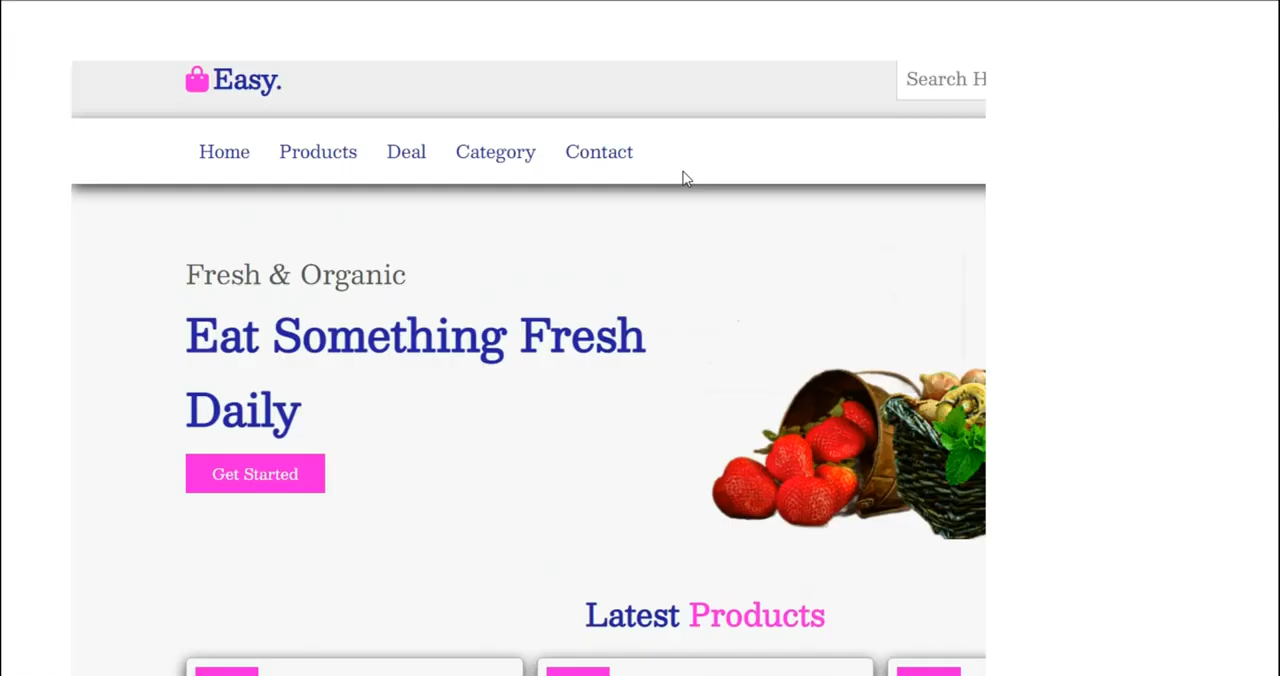 Easy.
Search H
Home Products Deal Category Contact
Fresh & Organic
Eat Something Fresh
Daily
Get Started
Latest Products